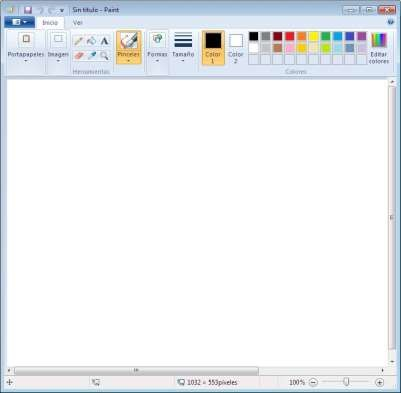 Sin título - Paint
Inicio Ver
Portapapeles Imagen Pinceles Formas Tamaño Color 1 Color 2 Editar colores
Herramientas Colores
1032 × 553píxeles 100%